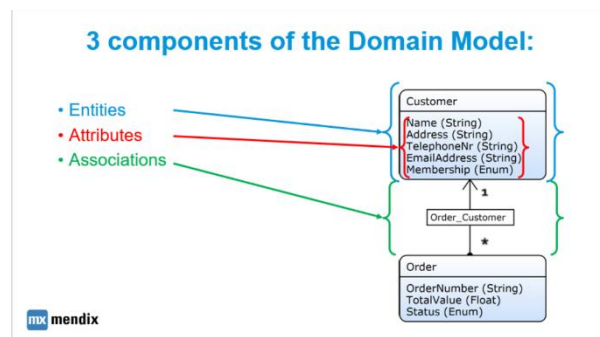 3 components of the Domain Model:
• Entities
• Attributes
• Associations
Customer
Name (String)
Address (String)
TelephoneNr (String)
EmailAddress (String)
Membership (Enum)
1
Order_Customer
*
Order
OrderNumber (String)
TotalValue (Float)
Status (Enum)
mx mendix